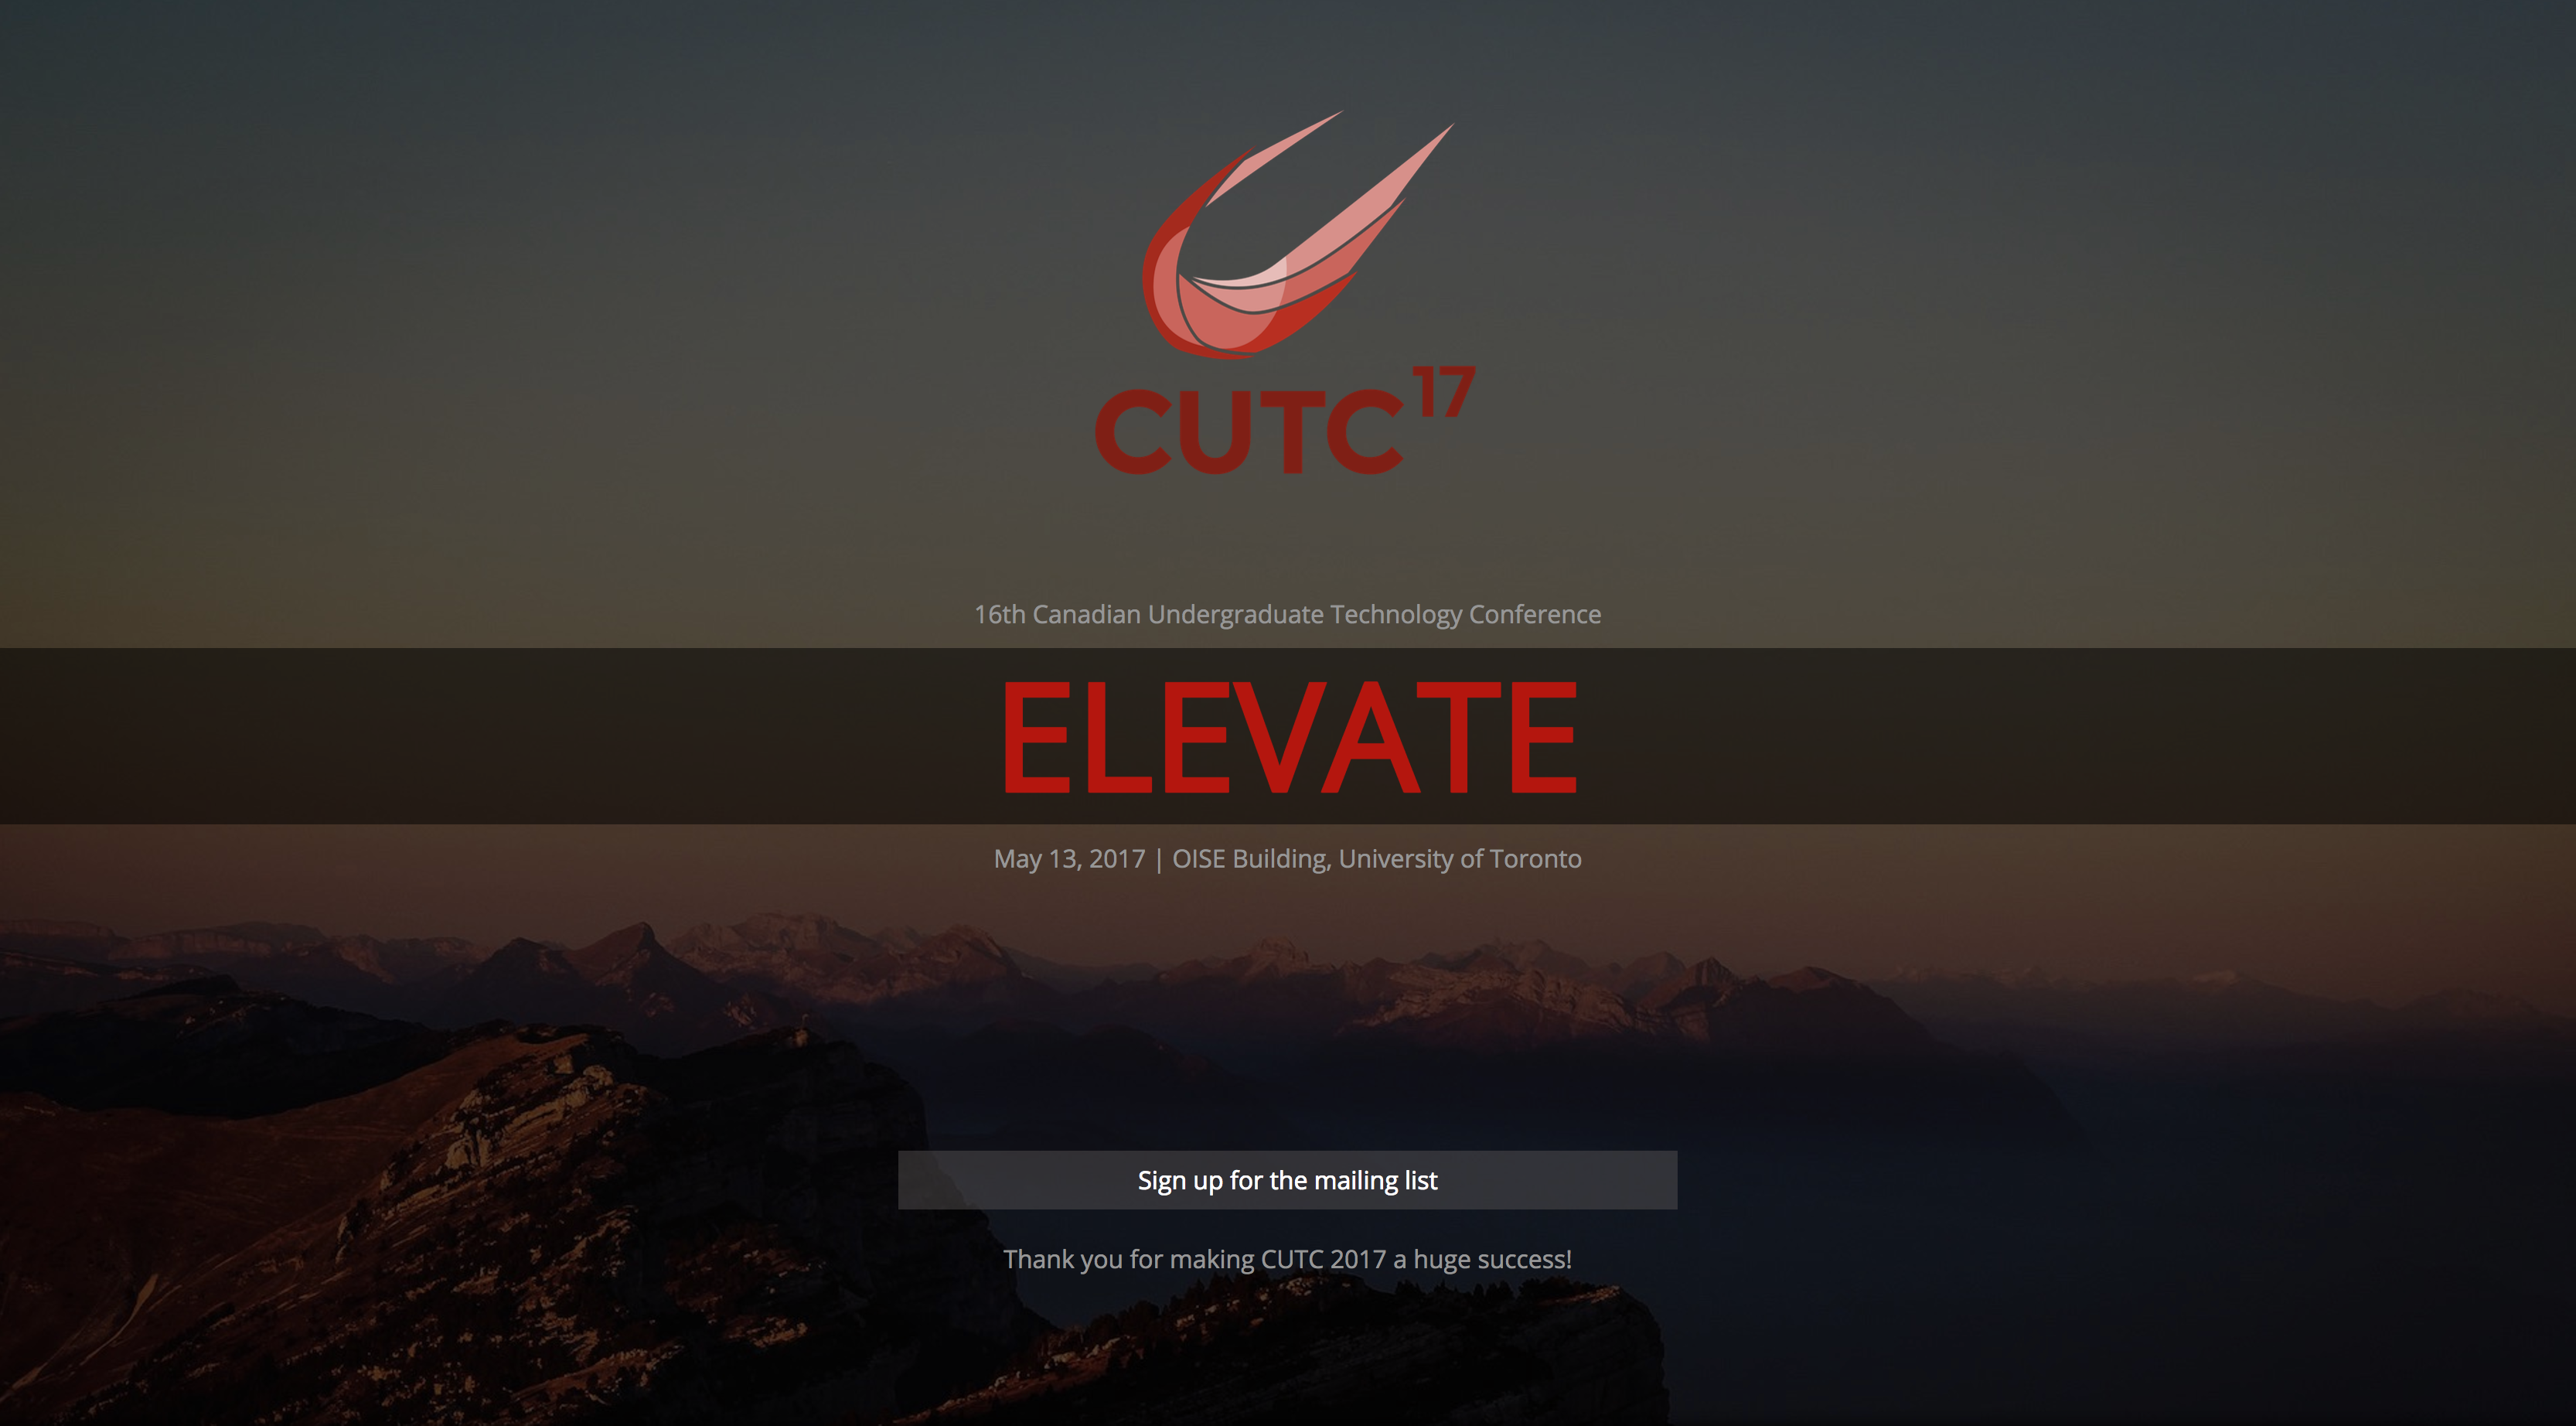 CUTC 17
16th Canadian Undergraduate Technology Conference
ELEVATE
May 13, 2017 | OISE Building, University of Toronto
Sign up for the mailing list
Thank you for making CUTC 2017 a huge success!